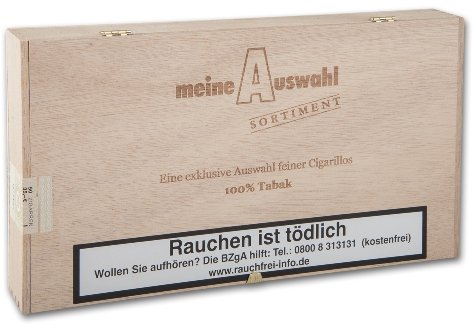 meine Auswahl
SORTIMENT
Eine exklusive Auswahl feiner Cigarillos
100% Tabak
Rauchen ist tödlich
Wollen Sie aufhören? Die BZgA hilft: Tel.: 0800 8 313131 (kostenfrei)
www.rauchfrei-info.de